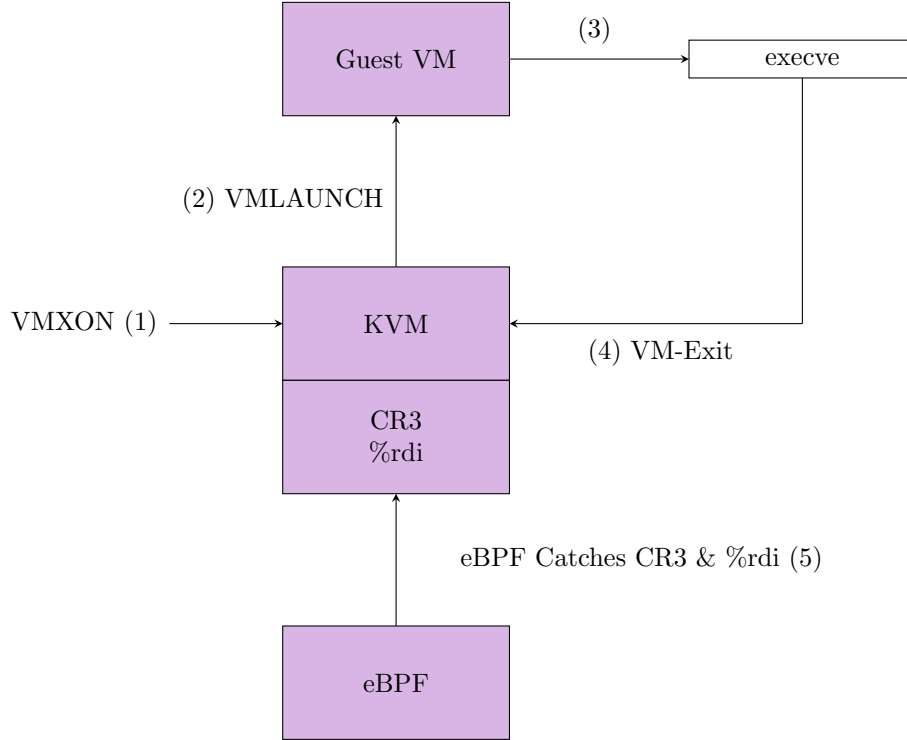 (3)
Guest VM
execve
(2) VMLAUNCH
VMXON (1)
KVM
(4) VM-Exit
CR3
%rdi
eBPF Catches CR3 & %rdi (5)
eBPF